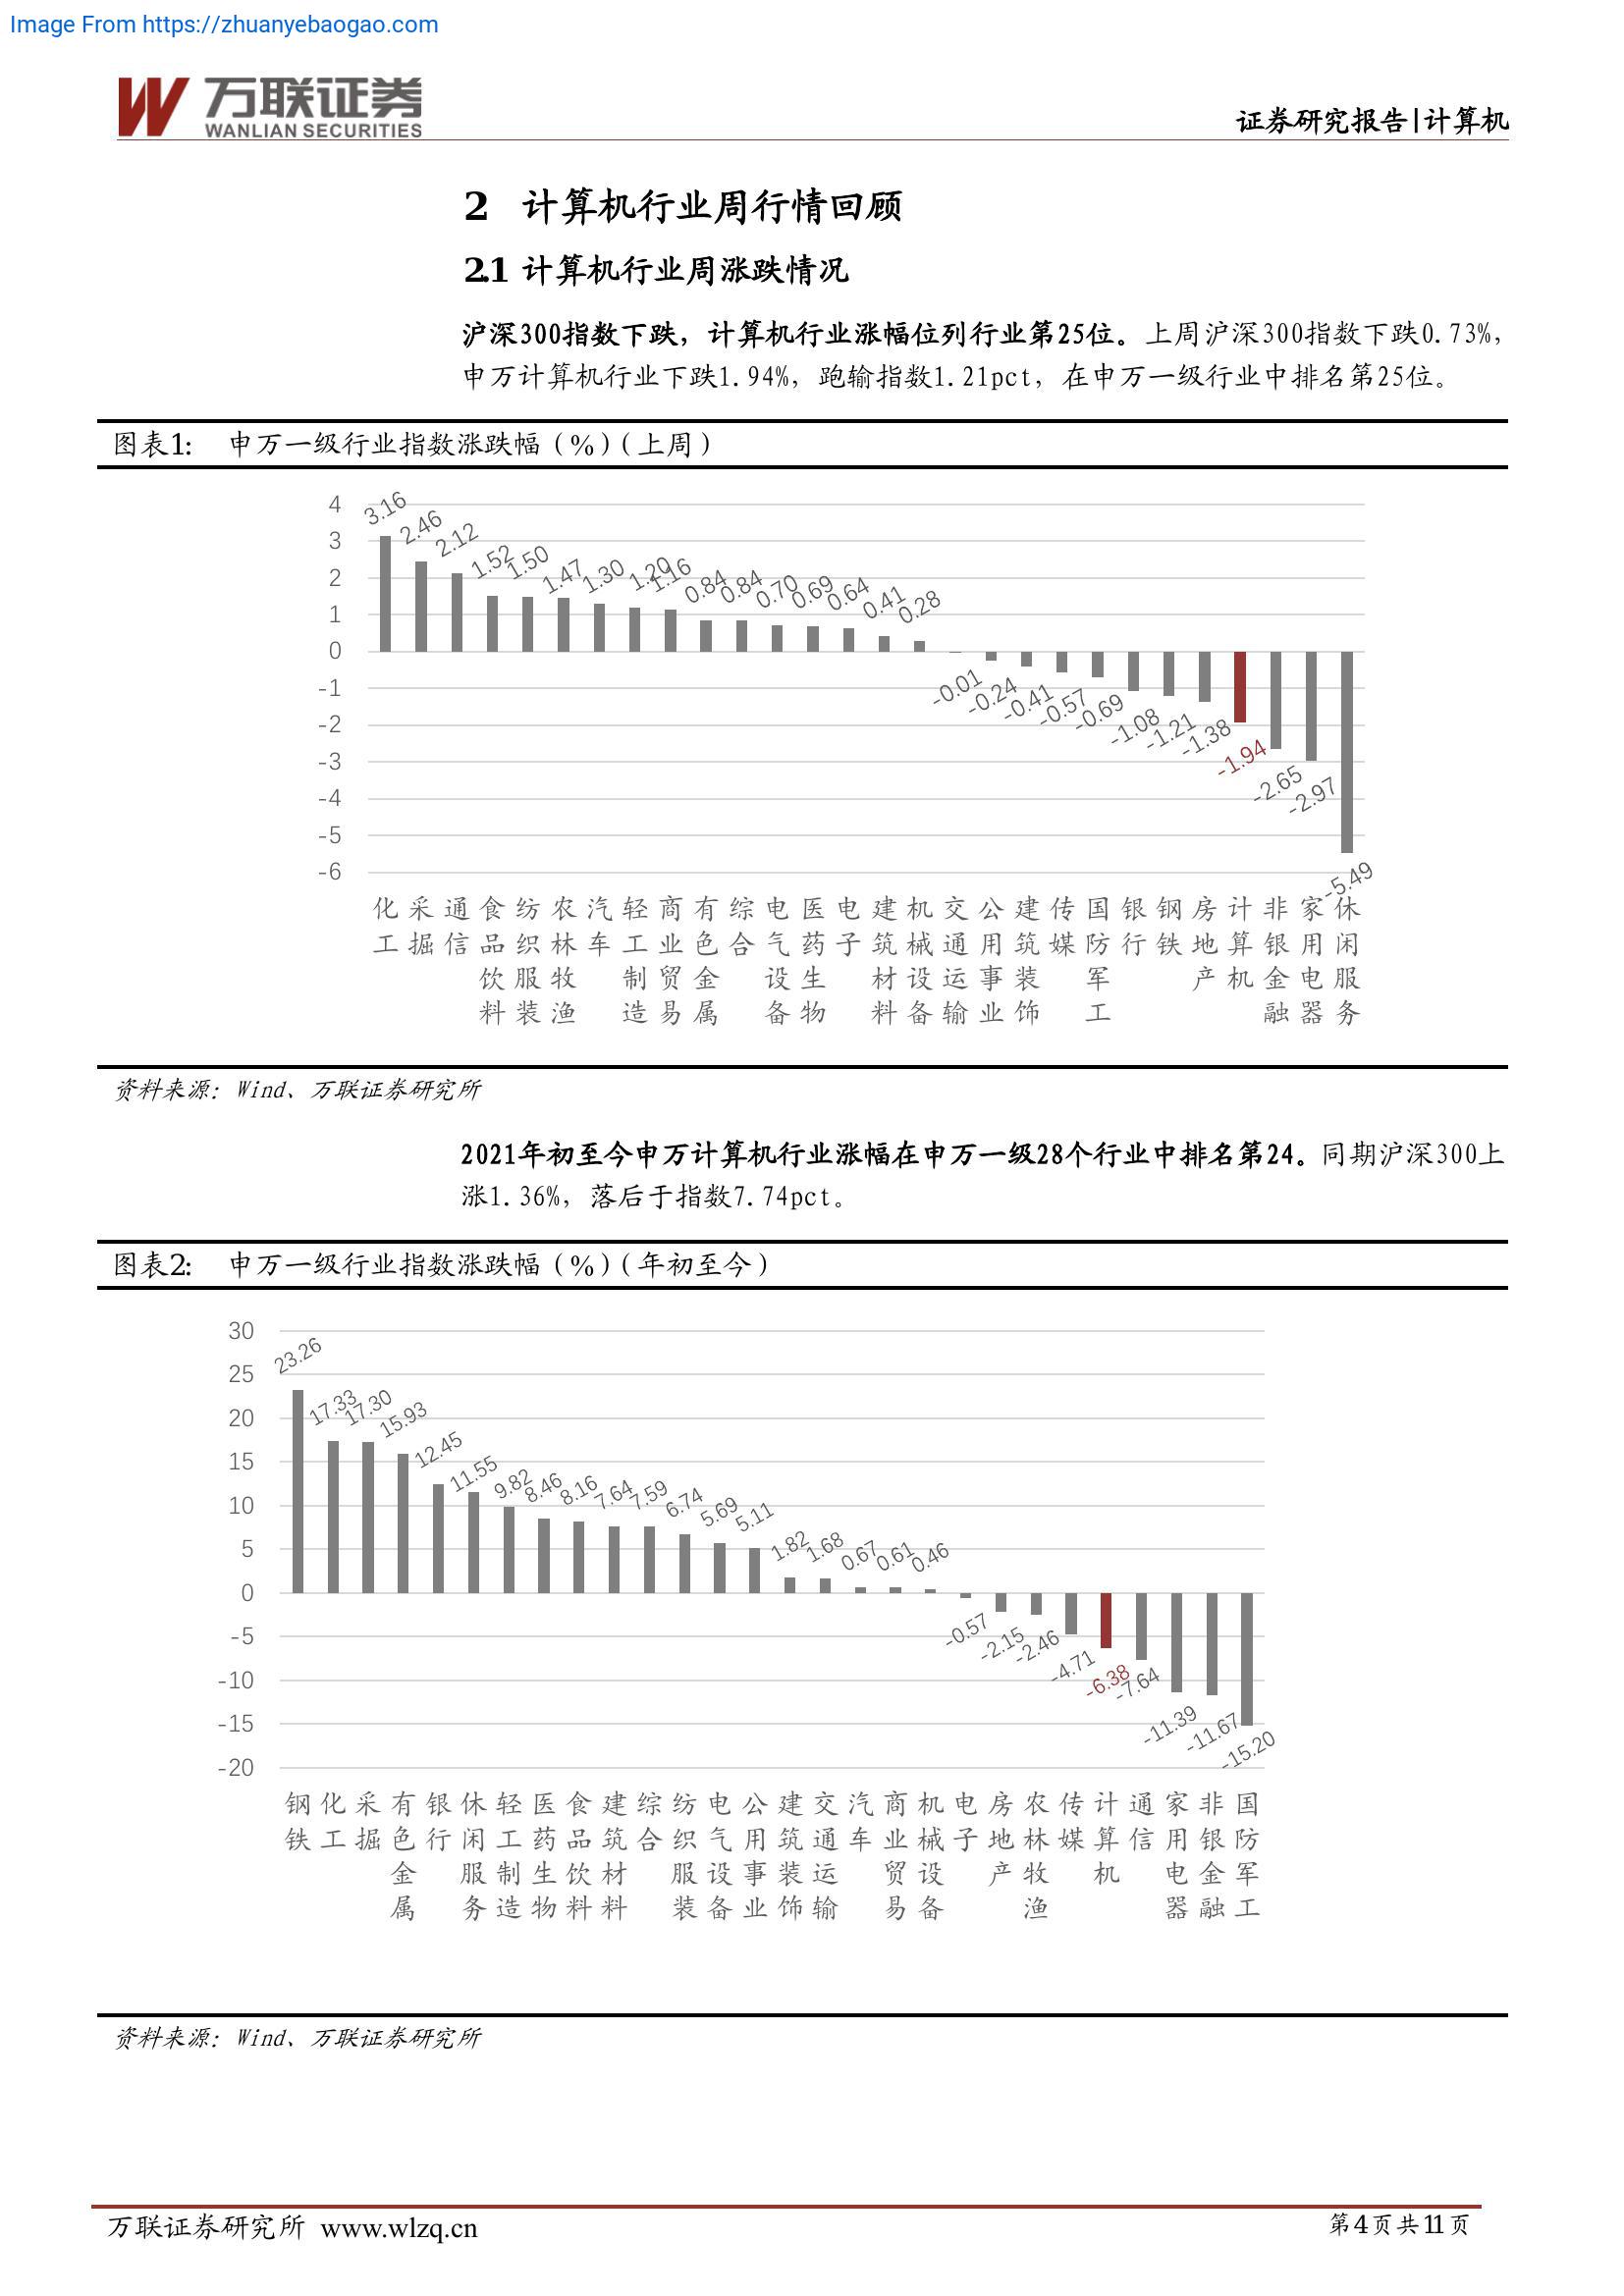 Image From https://zhuanyebaogao.com
万联证券
WANLIAN SECURITIES
证券研究报告|计算机
2 计算机行业周行情回顾
2.1 计算机行业周涨跌情况
沪深300指数下跌，计算机行业涨幅位列行业第25位。上周沪深300指数下跌0.73%，
申万计算机行业下跌1.94%，跑输指数1.21pct，在申万一级行业中排名第25位。
图表1: 申万一级行业指数涨跌幅（%）（上周）
4
3
2
1
0
-1
-2
-3
-4
-5
-6
3.16 2.46 2.12 1.52 1.50 1.47 1.30 1.20 1.16 0.84 0.84 0.70 0.69 0.64 0.41 0.28 -0.01 -0.24 -0.41 -0.57 -0.69 -1.08 -1.21 -1.38 -1.94 -2.65 -2.97 -5.49
化工 采掘 通信 食品饮料 纺织服装 农林牧渔 汽车 轻工制造 商业贸易 有色金属 综合 电气设备 医药生物 电子 建筑材料 机械设备 交通运输 公用事业 建筑装饰 传媒 国防军工 银行 钢铁 房地产 计算机 非银金融 家用电器 休闲服务
资料来源：Wind、万联证券研究所
2021年初至今申万计算机行业涨幅在申万一级28个行业中排名第24。同期沪深300上
涨1.36%，落后于指数7.74pct。
图表2: 申万一级行业指数涨跌幅（%）（年初至今）
30
25
20
15
10
5
0
-5
-10
-15
-20
23.26 17.33 17.30 15.93 12.45 11.55 9.82 8.46 8.16 7.64 7.59 6.74 5.69 5.11 1.82 1.68 0.67 0.61 0.46 -0.57 -2.15 -2.46 -4.71 -6.38 -7.64 -11.39 -11.67 -15.20
钢铁 化工 采掘 有色金属 银行 休闲服务 轻工制造 医药生物 食品饮料 建筑材料 综合 纺织服装 电气设备 公用事业 建筑装饰 交通运输 汽车 商业贸易 机械设备 电子 房地产 农林牧渔 传媒 计算机 通信 家用电器 非银金融 国防军工
资料来源：Wind、万联证券研究所
万联证券研究所 www.wlzq.cn
第4页共11页